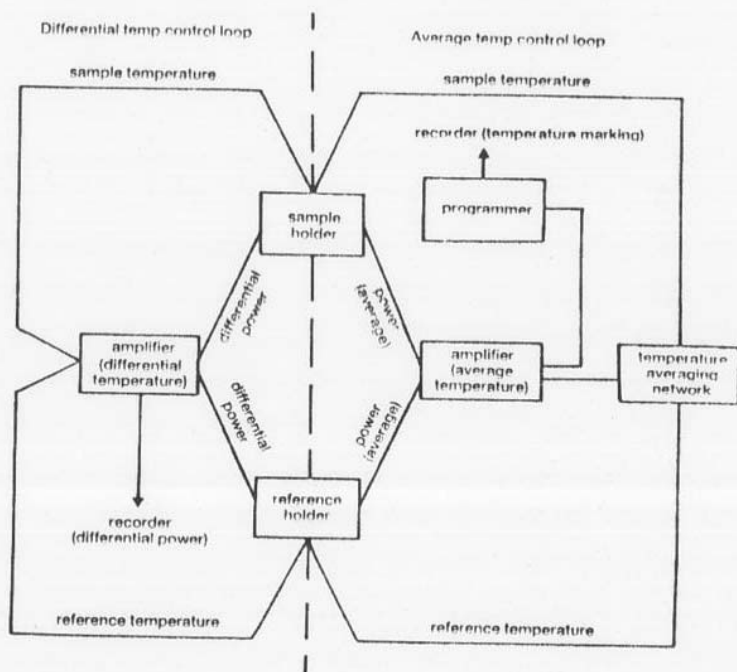 Differential temp control loop
Average temp control loop
sample temperature
sample temperature
recorder (temperature marking)
sample
holder
programmer
differential
power
power
(average)
amplifier
(differential
temperature)
amplifier
(average
temperature)
temperature
averaging
network
differential
power
power
(average)
reference
holder
recorder
(differential power)
reference temperature
reference temperature